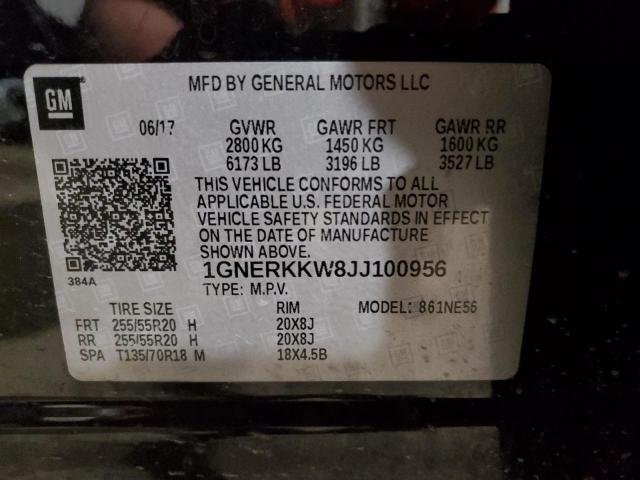 GM
MFD BY GENERAL MOTORS LLC
06/17 GVWR GAWR FRT GAWR RR
2800 KG 1450 KG 1600 KG
6173 LB 3196 LB 3527 LB
THIS VEHICLE CONFORMS TO ALL
APPLICABLE U.S. FEDERAL MOTOR
VEHICLE SAFETY STANDARDS IN EFFECT
ON THE DATE OF MANUFACTURE
SHOWN ABOVE.
384A
1GNERKKW8JJ100956
TYPE: M.P.V.
TIRE SIZE RIM MODEL: 861NE56
FRT 255/55R20 H 20X8J
RR 255/55R20 H 20X8J
SPA T135/70R18 M 18X4.5B